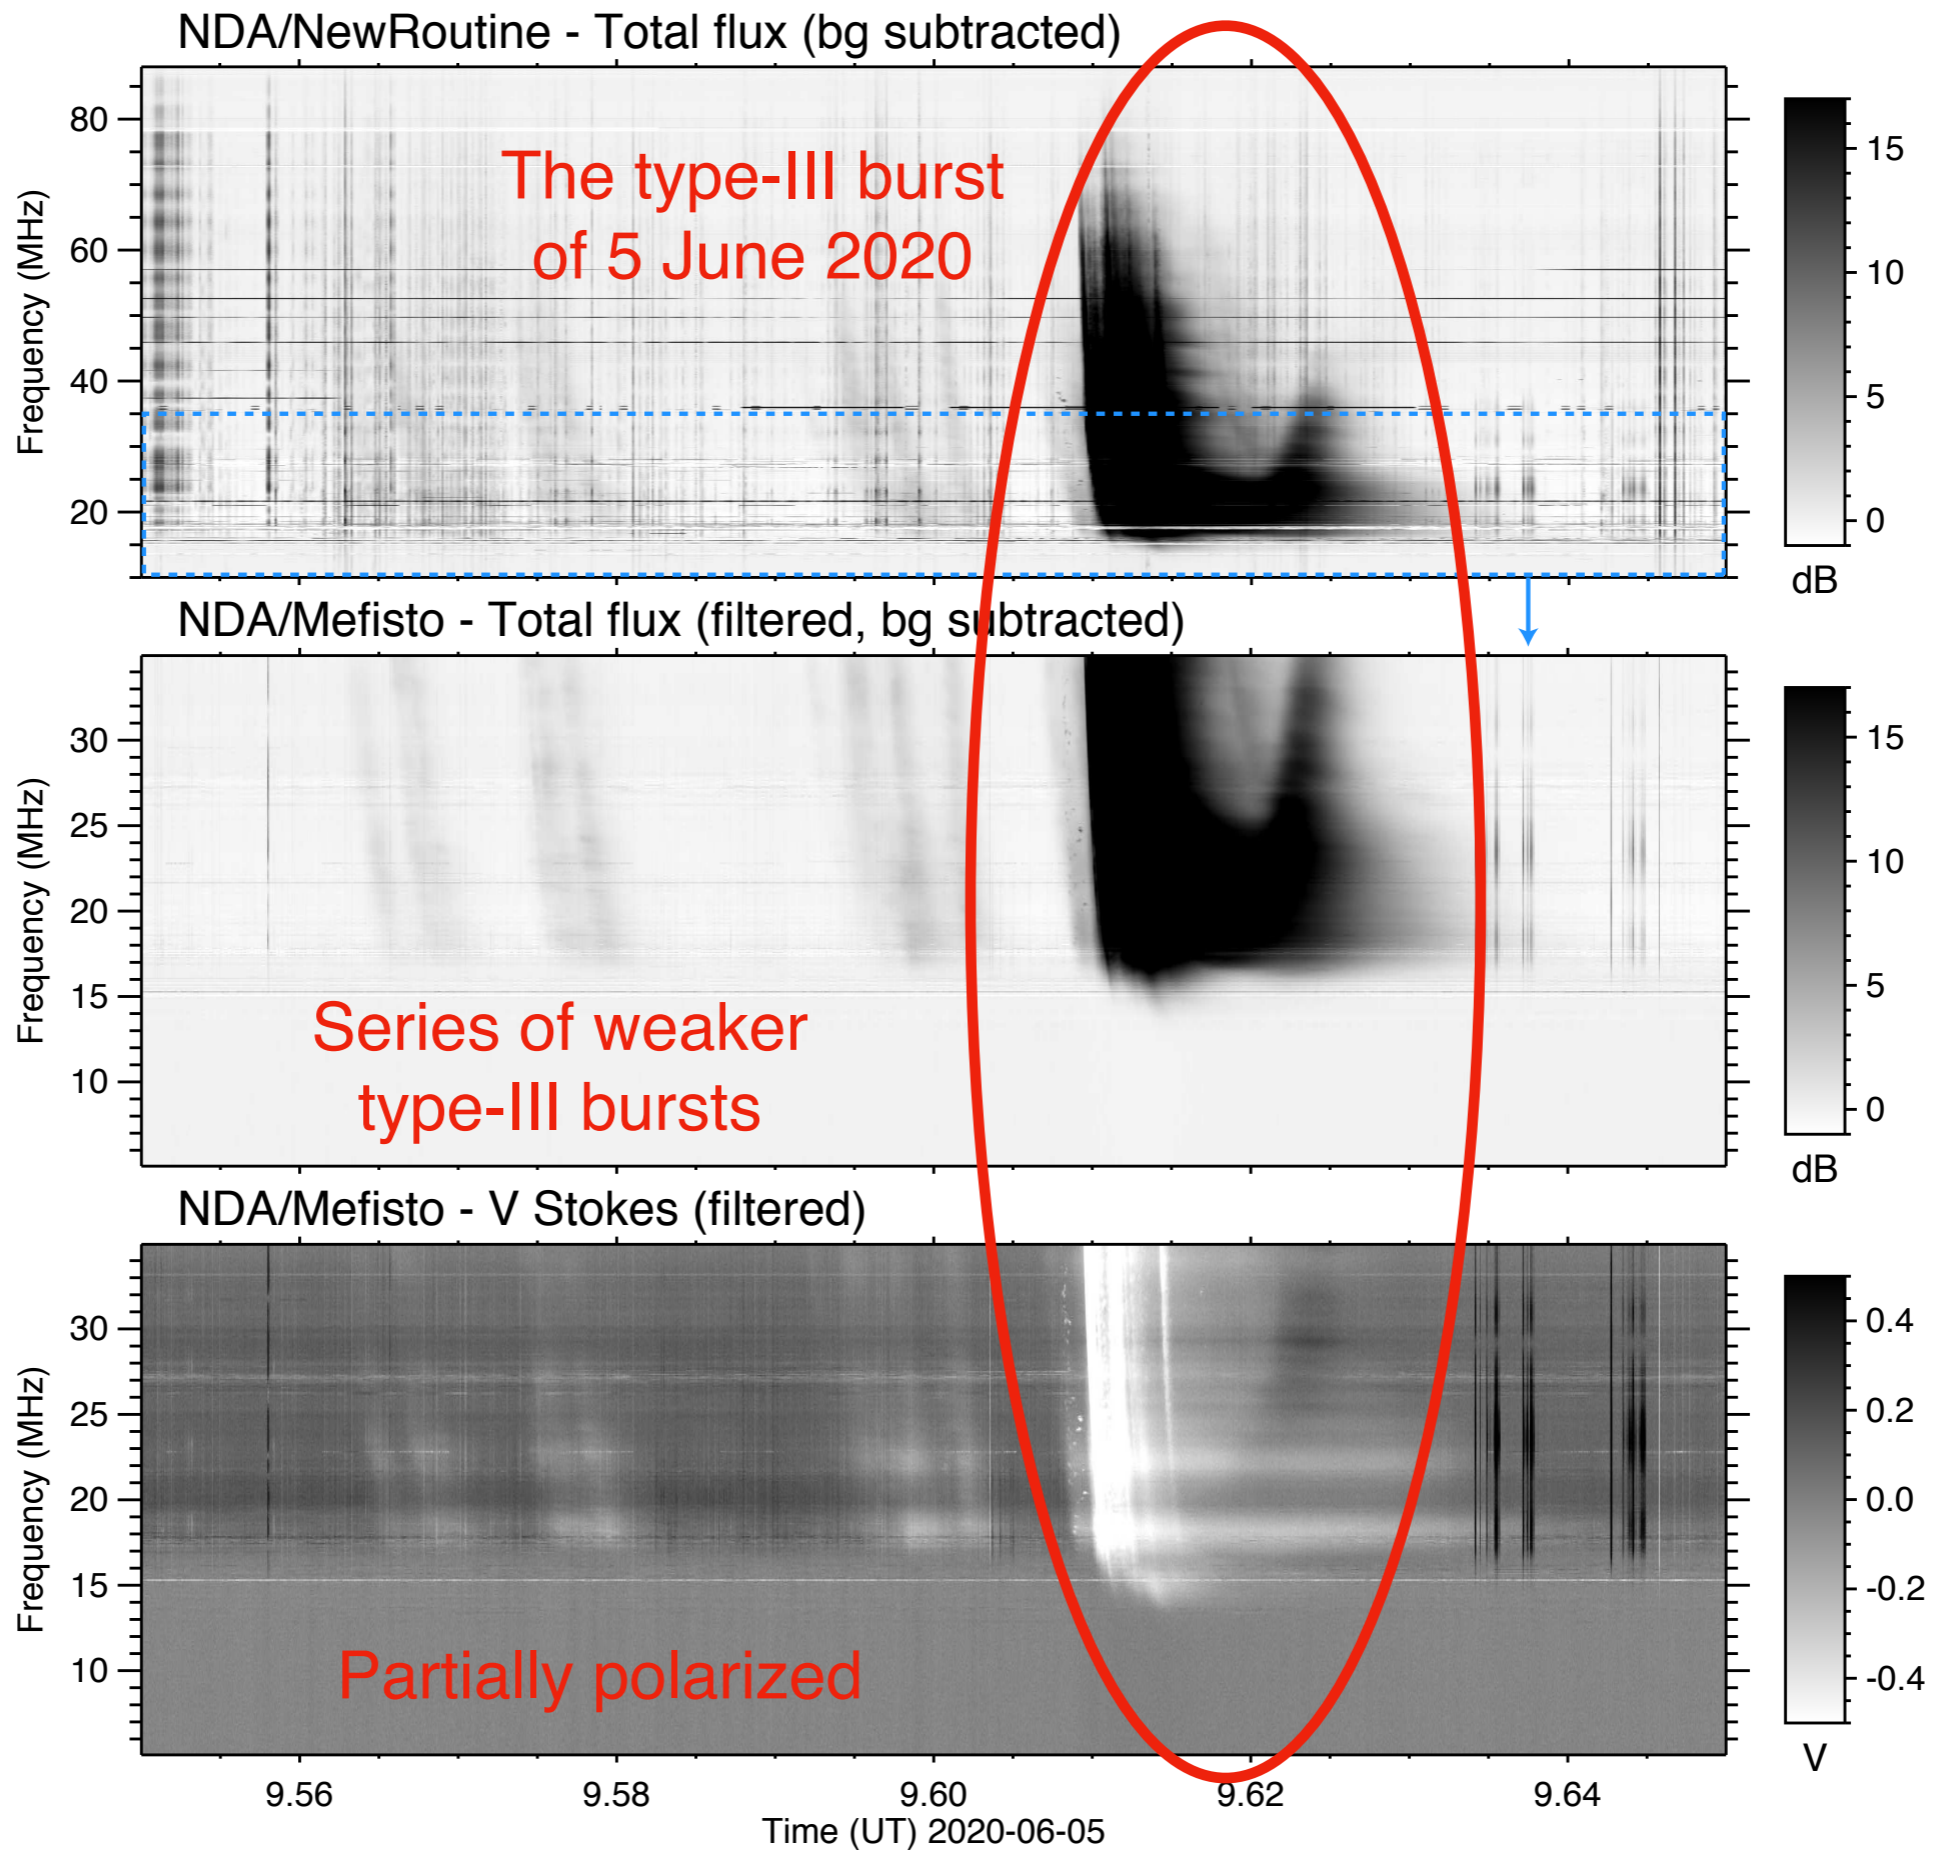 NDA/NewRoutine - Total flux (bg subtracted)
The type-III burst
of 5 June 2020
Frequency (MHz)
80
60
40
20
15
10
5
0
dB
NDA/Mefisto - Total flux (filtered, bg subtracted)
Frequency (MHz)
30
25
20
15
10
Series of weaker
type-III bursts
15
10
5
0
dB
NDA/Mefisto - V Stokes (filtered)
Frequency (MHz)
30
25
20
15
10
Partially polarized
0.4
0.2
0.0
-0.2
-0.4
V
9.56 9.58 9.60 9.62 9.64
Time (UT) 2020-06-05